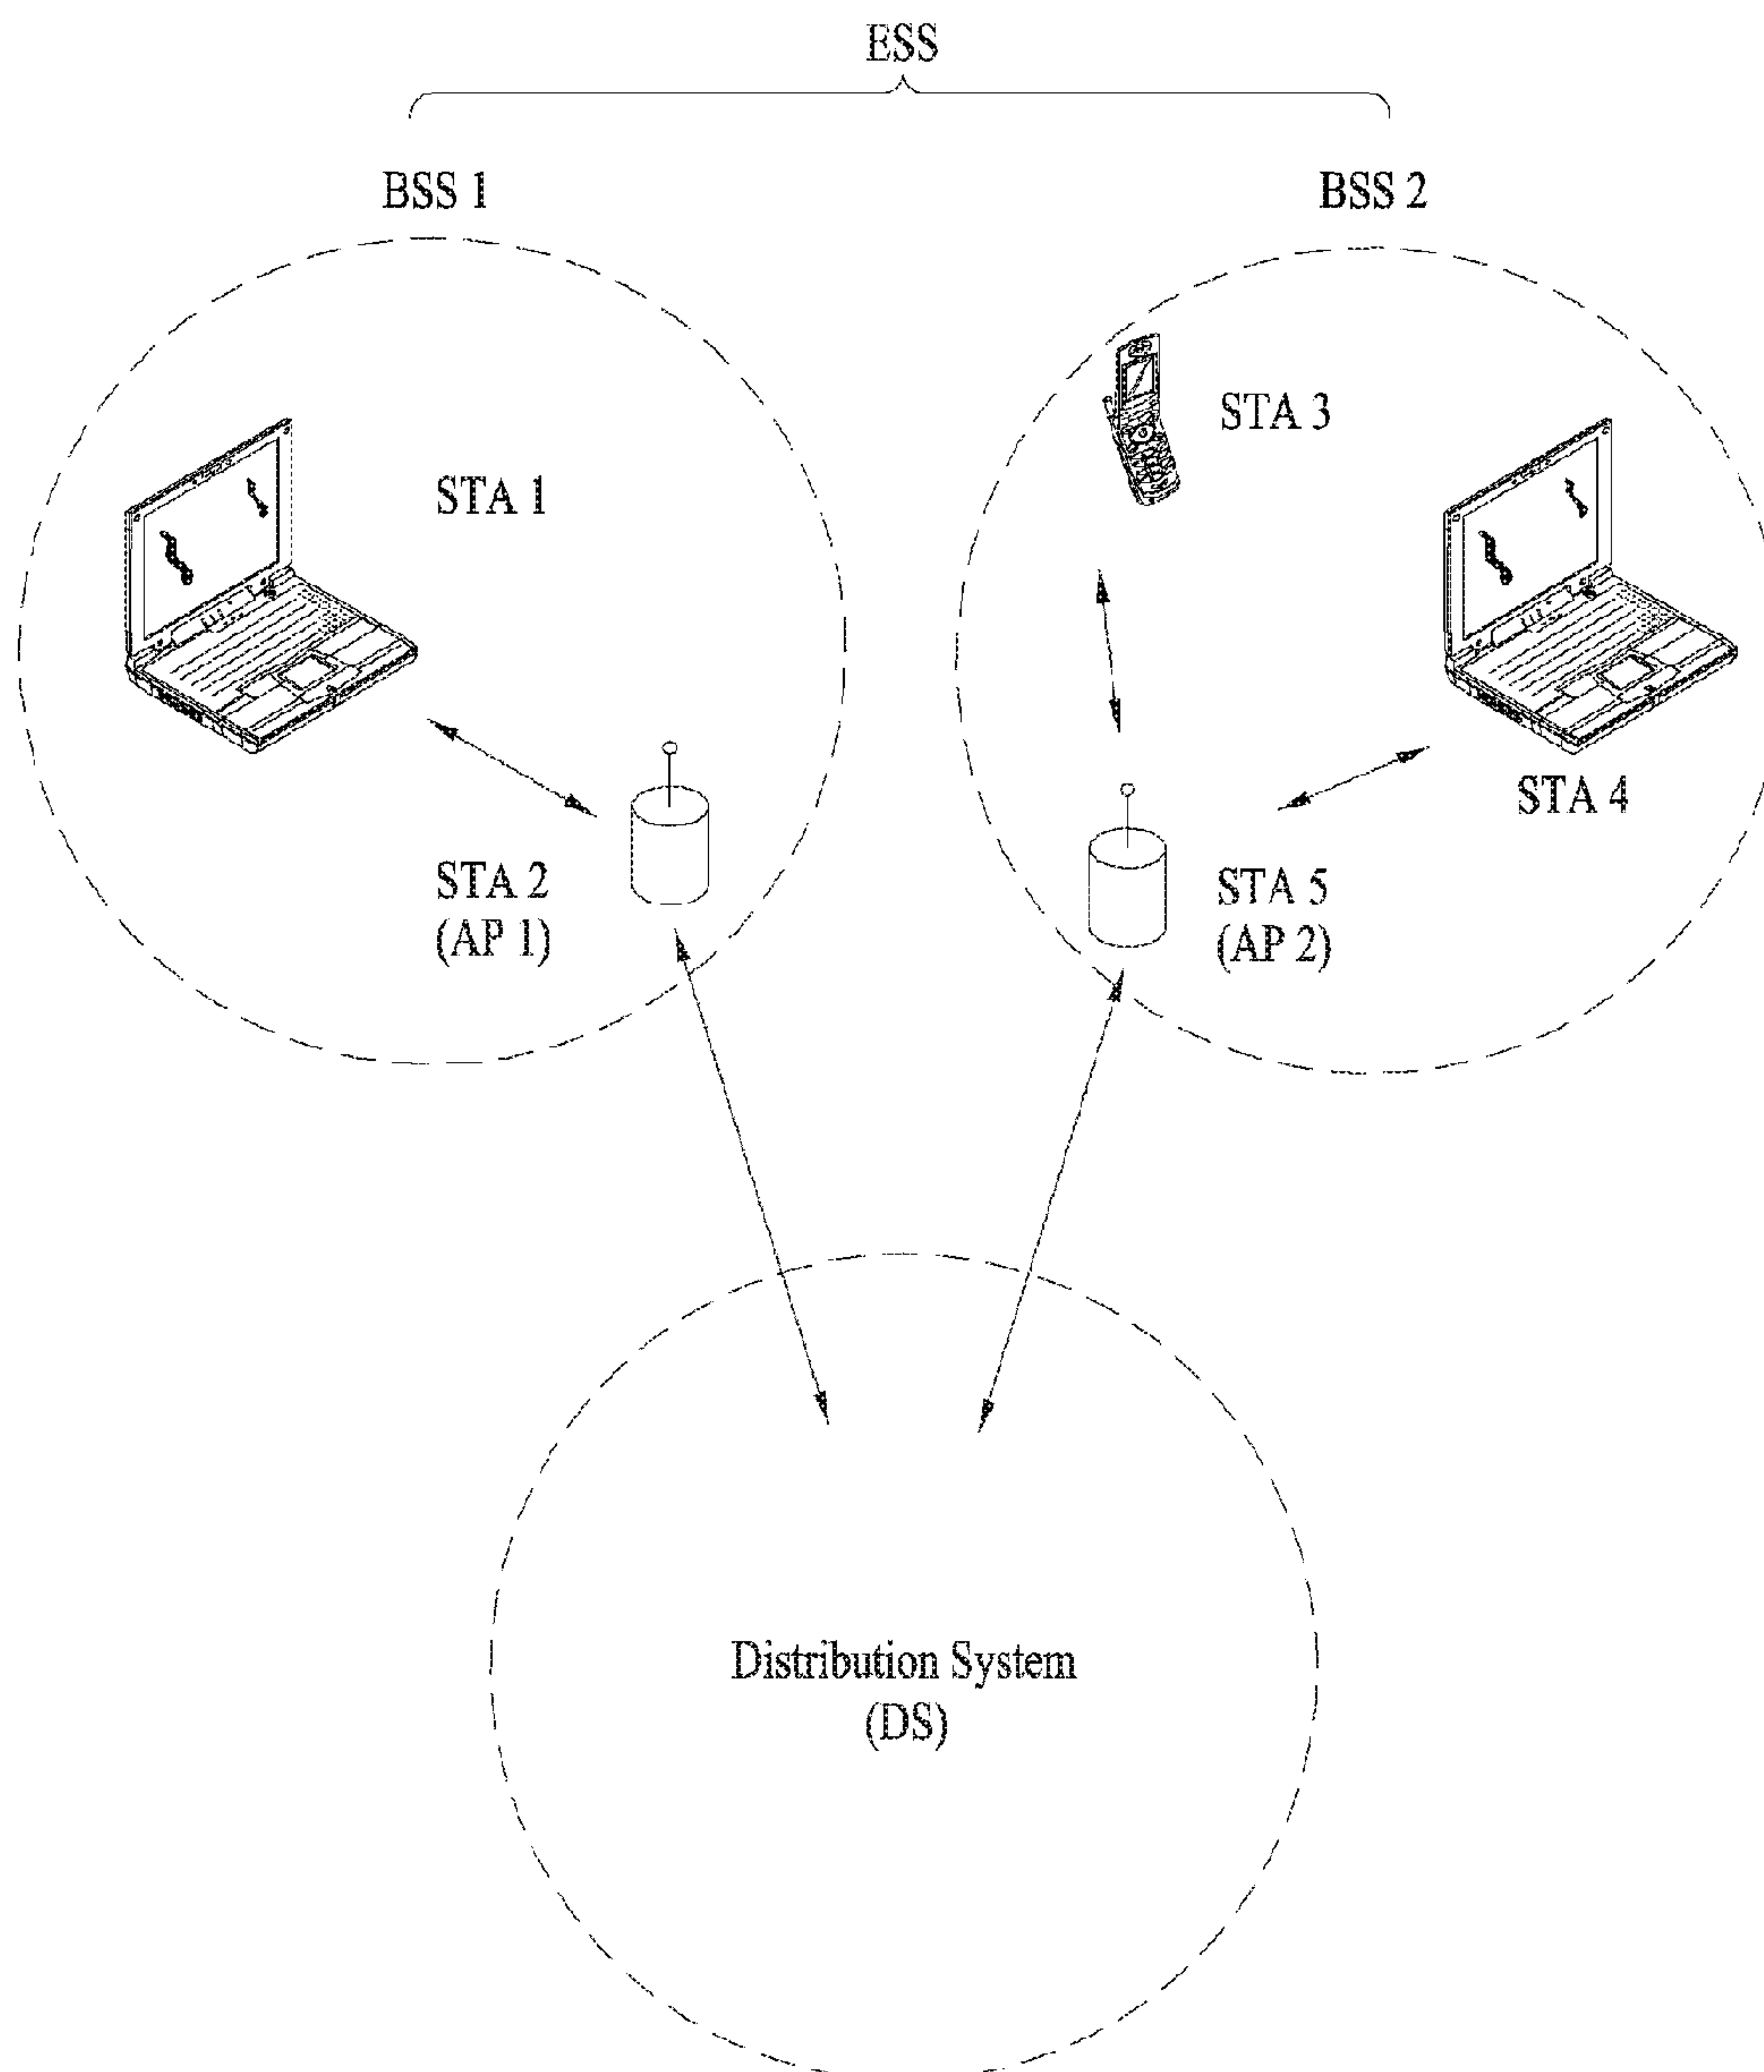 ESS
BSS 1
BSS 2
STA 3
STA 1
STA 4
STA 2
(AP 1)
STA 5
(AP 2)
Distribution System
(DS)